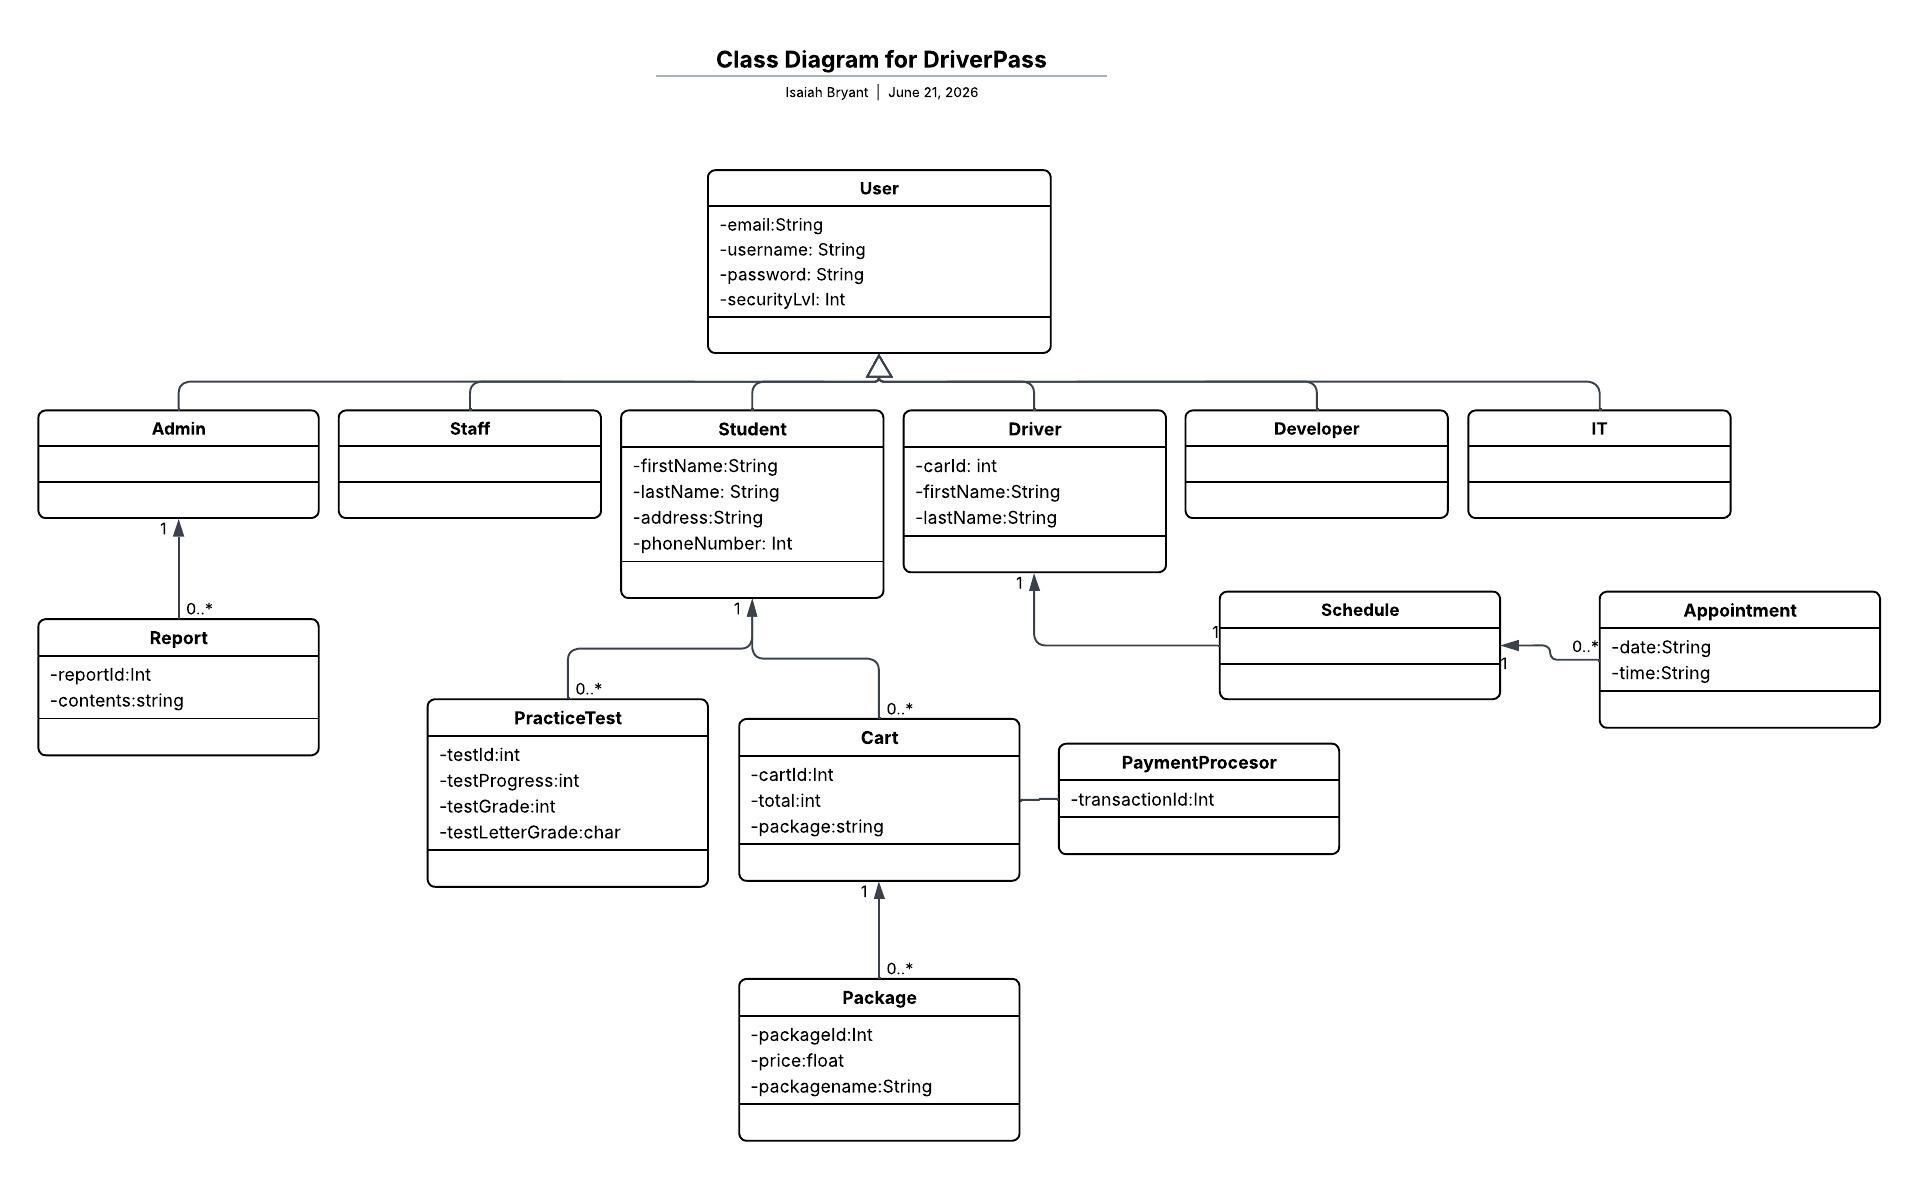 Class Diagram for DriverPass
Isaiah Bryant | June 21, 2026
User
-email:String
-username: String
-password: String
-securityLvl: Int
Admin
Staff
Student
-firstName:String
-lastName: String
-address:String
-phoneNumber: Int
Driver
-carId: int
-firstName:String
-lastName:String
Developer
IT
1
0..*
Report
-reportId:Int
-contents:string
1
0..*
PracticeTest
-testId:int
-testProgress:int
-testGrade:int
-testLetterGrade:char
0..*
Cart
-cartId:Int
-total:int
-package:string
PaymentProcesor
-transactionId:Int
1
0..*
Package
-packageId:Int
-price:float
-packagename:String
1
1
Schedule
1
0..*
Appointment
-date:String
-time:String